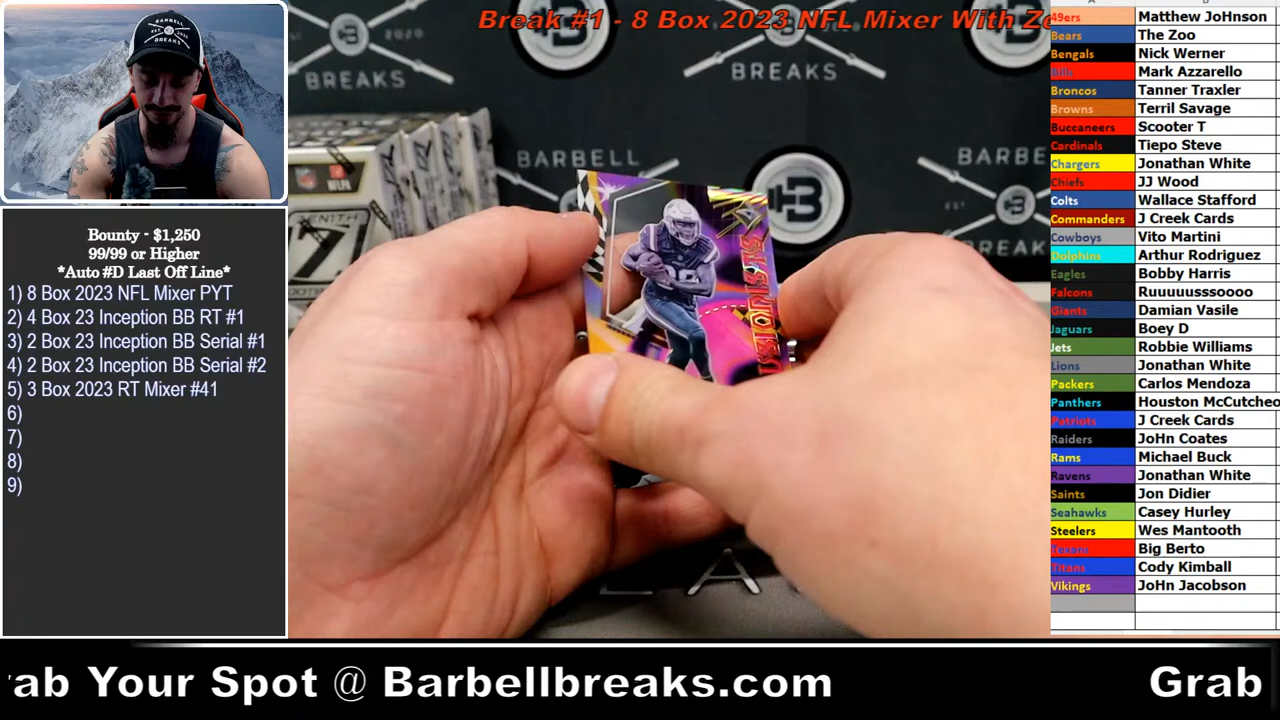 Break #1 - 8 Box 2023 NFL Mixer With Ze
BARBELL
EST 2020
BREAKS
2020
BREAKS
BREAKS
BARBELL
BARB
EST
BREAKS
ZENITH
Bounty - $1,250
99/99 or Higher
*Auto #D Last Off Line*
1) 8 Box 2023 NFL Mixer PYT
2) 4 Box 23 Inception BB RT #1
3) 2 Box 23 Inception BB Serial #1
4) 2 Box 23 Inception BB Serial #2
5) 3 Box 2023 RT Mixer #41
6)
7)
8)
9)
49ers Matthew JoHnson
Bears The Zoo
Bengals Nick Werner
Bills Mark Azzarello
Broncos Tanner Traxler
Browns Terril Savage
Buccaneers Scooter T
Cardinals Tiepo Steve
Chargers Jonathan White
Chiefs JJ Wood
Colts Wallace Stafford
Commanders J Creek Cards
Cowboys Vito Martini
Dolphins Arthur Rodriguez
Eagles Bobby Harris
Falcons Ruuuuusssoooo
Giants Damian Vasile
Jaguars Boey D
Jets Robbie Williams
Lions Jonathan White
Packers Carlos Mendoza
Panthers Houston McCutcheo
Patriots J Creek Cards
Raiders JoHn Coates
Rams Michael Buck
Ravens Jonathan White
Saints Jon Didier
Seahawks Casey Hurley
Steelers Wes Mantooth
Texans Big Berto
Titans Cody Kimball
Vikings JoHn Jacobson
ab Your Spot @ Barbellbreaks.com Grab